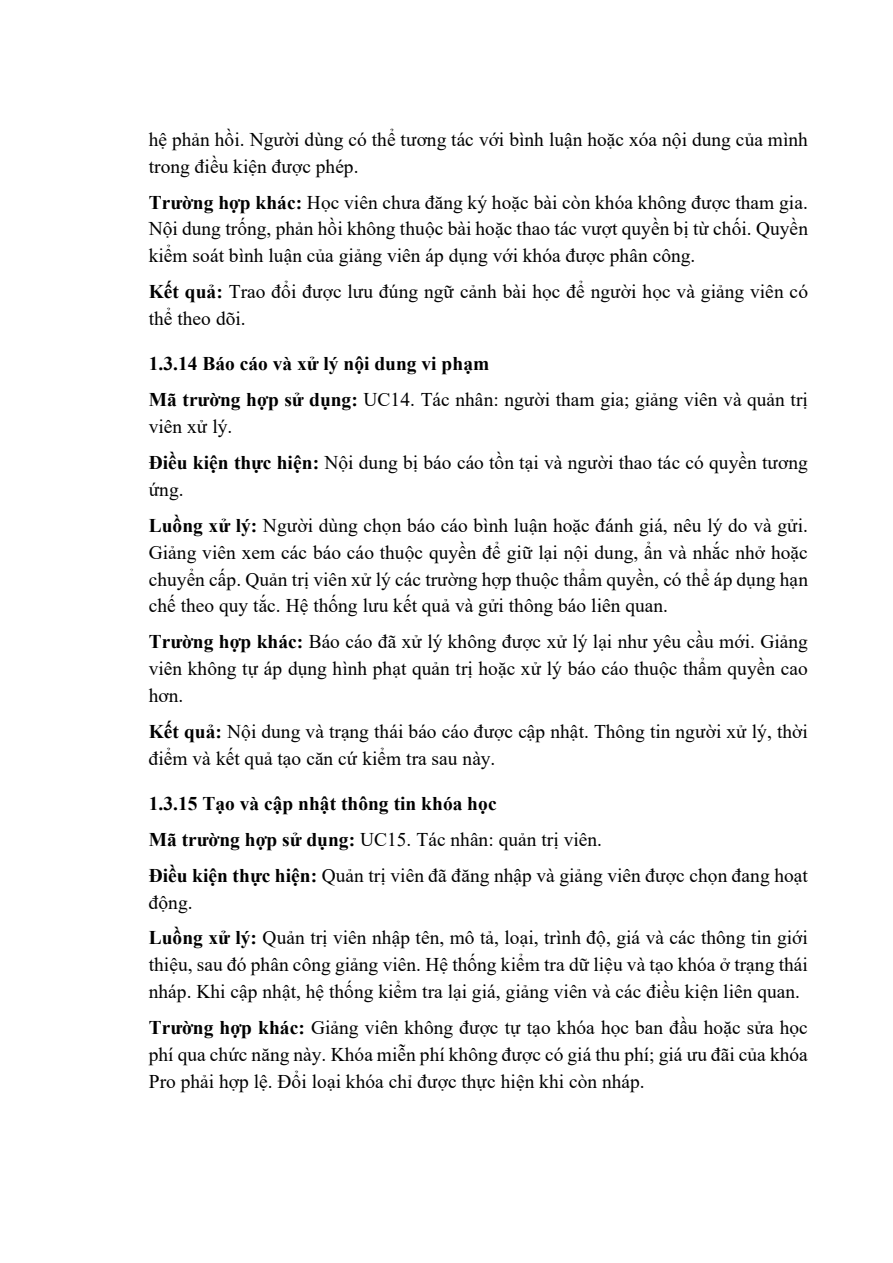 hệ phản hồi. Người dùng có thể tương tác với bình luận hoặc xóa nội dung của mình
trong điều kiện được phép.
Trường hợp khác: Học viên chưa đăng ký hoặc bài còn khóa không được tham gia.
Nội dung trống, phản hồi không thuộc bài hoặc thao tác vượt quyền bị từ chối. Quyền
kiểm soát bình luận của giảng viên áp dụng với khóa được phân công.
Kết quả: Trao đổi được lưu đúng ngữ cảnh bài học để người học và giảng viên có
thể theo dõi.
1.3.14 Báo cáo và xử lý nội dung vi phạm
Mã trường hợp sử dụng: UC14. Tác nhân: người tham gia; giảng viên và quản trị
viên xử lý.
Điều kiện thực hiện: Nội dung bị báo cáo tồn tại và người thao tác có quyền tương
ứng.
Luồng xử lý: Người dùng chọn báo cáo bình luận hoặc đánh giá, nêu lý do và gửi.
Giảng viên xem các báo cáo thuộc quyền để giữ lại nội dung, ẩn và nhắc nhở hoặc
chuyển cấp. Quản trị viên xử lý các trường hợp thuộc thẩm quyền, có thể áp dụng hạn
chế theo quy tắc. Hệ thống lưu kết quả và gửi thông báo liên quan.
Trường hợp khác: Báo cáo đã xử lý không được xử lý lại như yêu cầu mới. Giảng
viên không tự áp dụng hình phạt quản trị hoặc xử lý báo cáo thuộc thẩm quyền cao
hơn.
Kết quả: Nội dung và trạng thái báo cáo được cập nhật. Thông tin người xử lý, thời
điểm và kết quả tạo căn cứ kiểm tra sau này.
1.3.15 Tạo và cập nhật thông tin khóa học
Mã trường hợp sử dụng: UC15. Tác nhân: quản trị viên.
Điều kiện thực hiện: Quản trị viên đã đăng nhập và giảng viên được chọn đang hoạt
động.
Luồng xử lý: Quản trị viên nhập tên, mô tả, loại, trình độ, giá và các thông tin giới
thiệu, sau đó phân công giảng viên. Hệ thống kiểm tra dữ liệu và tạo khóa ở trạng thái
nháp. Khi cập nhật, hệ thống kiểm tra lại giá, giảng viên và các điều kiện liên quan.
Trường hợp khác: Giảng viên không được tự tạo khóa học ban đầu hoặc sửa học
phí qua chức năng này. Khóa miễn phí không được có giá thu phí; giá ưu đãi của khóa
Pro phải hợp lệ. Đổi loại khóa chỉ được thực hiện khi còn nháp.